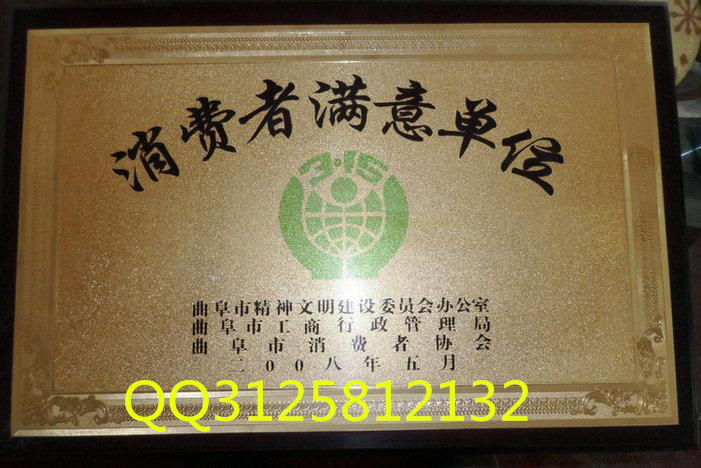 消费者满意单位
3·15
曲阜市精神文明建设委员会办公室
曲阜市工商行政管理局
曲阜市消费者协会
二00八年五月
QQ3125812132